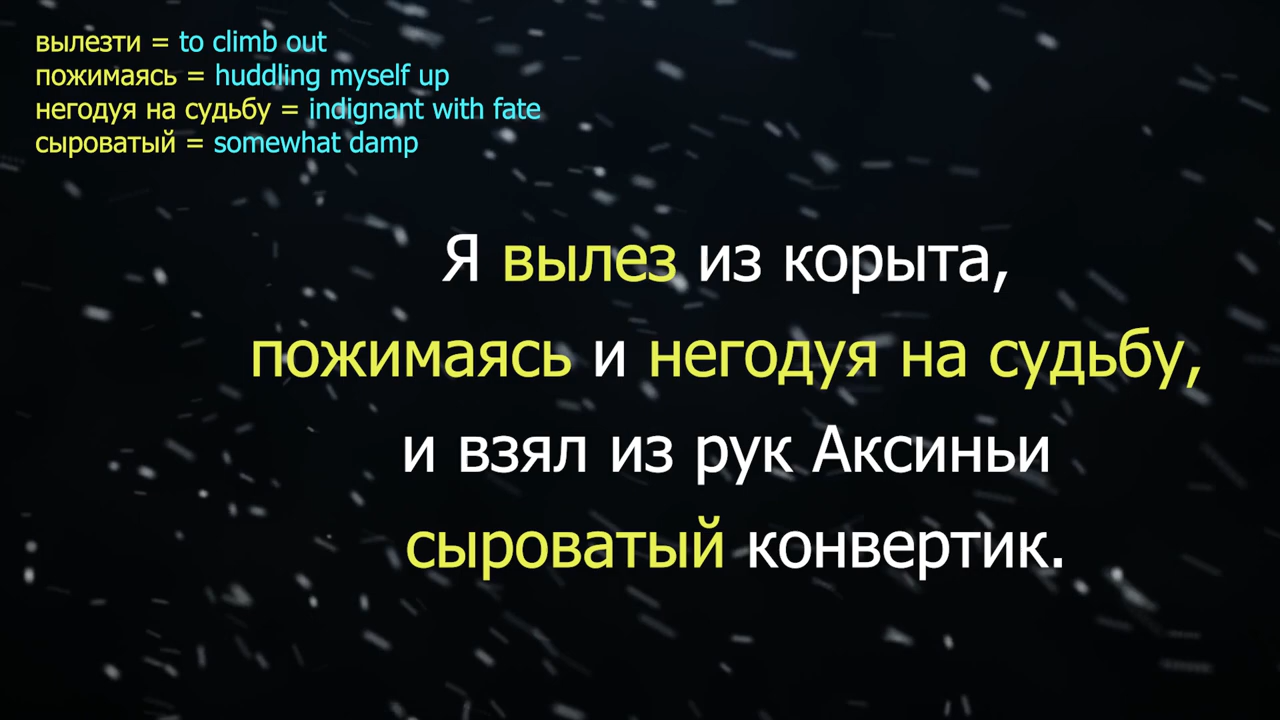 вылезти = to climb out
пожимаясь = huddling myself up
негодуя на судьбу = indignant with fate
сыроватый = somewhat damp
Я вылез из корыта,
пожимаясь и негодуя на судьбу,
и взял из рук Аксиньи
сыроватый конвертик.